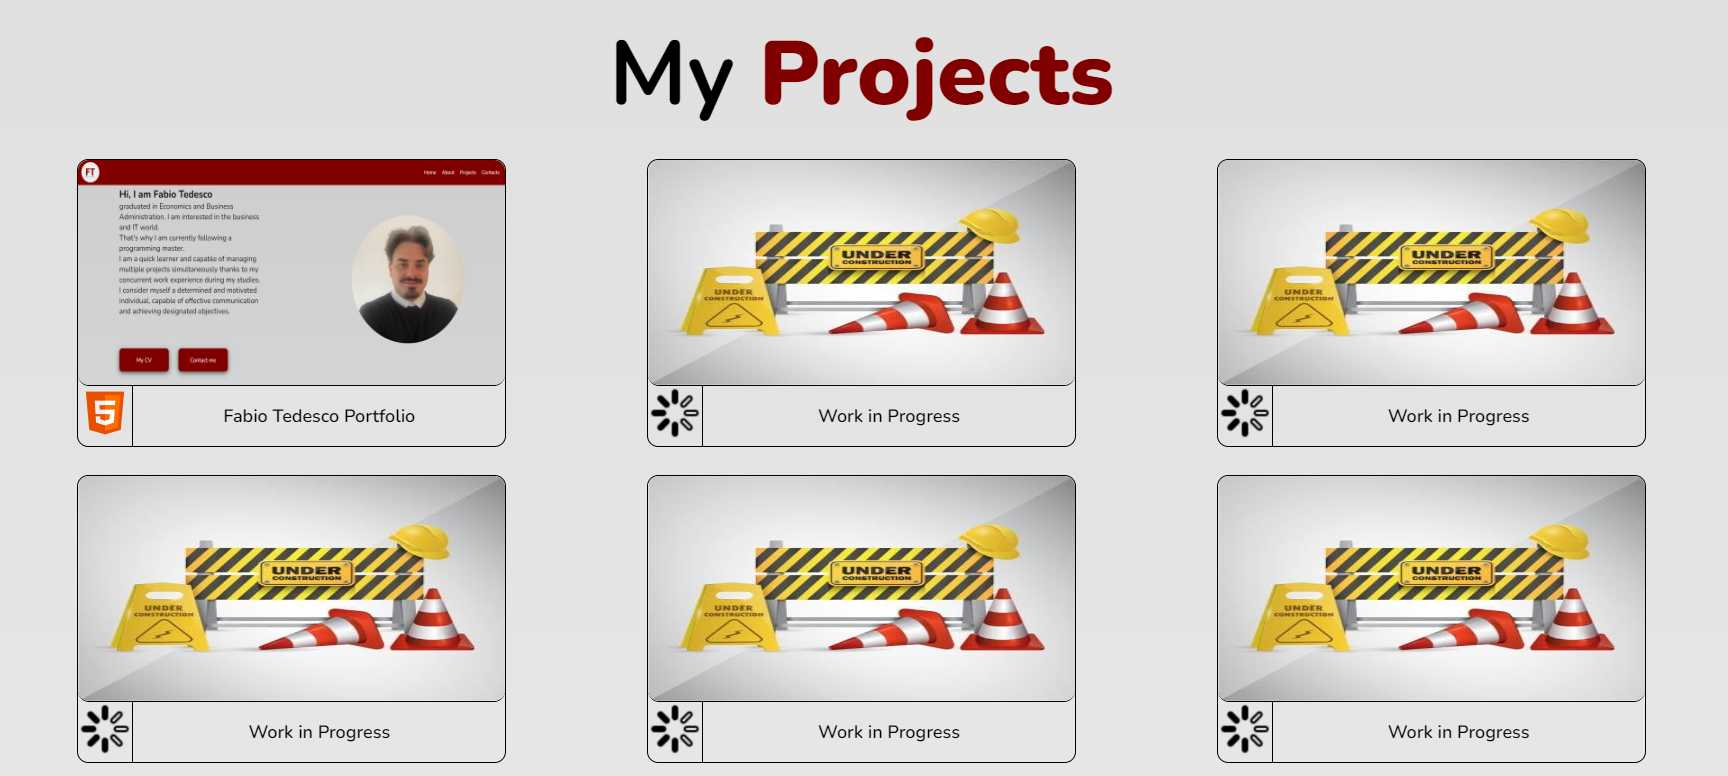 My Projects
FT
Home About Projects Contacts
Hi, I am Fabio Tedesco
graduated in Economics and Business
Administration. I am interested in the business
and IT world.
That's why I am currently following a
programming master.
I am a quick learner and capable of managing
multiple projects simultaneously thanks to my
concurrent work experience during my studies.
I consider myself a determined and motivated
individual, capable of effective communication
and achieving designated objectives.
My CV Contact me
5
Fabio Tedesco Portfolio
UNDER
CONSTRUCTION
UNDER
CONSTRUCTION
Work in Progress
UNDER
CONSTRUCTION
UNDER
CONSTRUCTION
Work in Progress
UNDER
CONSTRUCTION
UNDER
CONSTRUCTION
Work in Progress
UNDER
CONSTRUCTION
UNDER
CONSTRUCTION
Work in Progress
UNDER
CONSTRUCTION
UNDER
CONSTRUCTION
Work in Progress